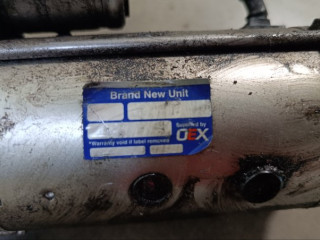 Brand New Unit
Supplied by
OEX
*Warranty void if label removed